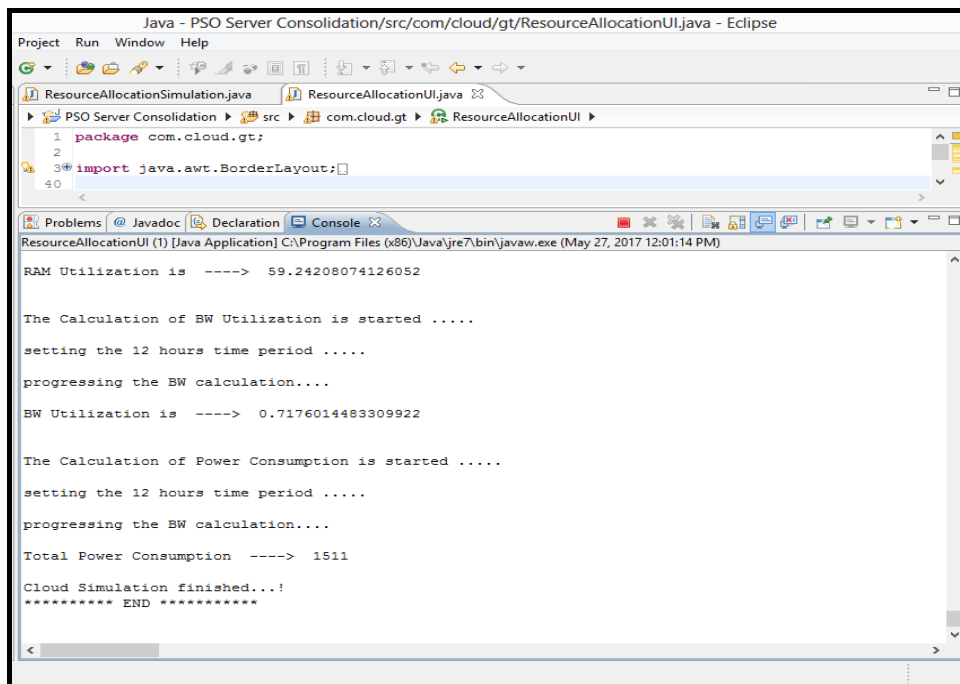 Java - PSO Server Consolidation/src/com/cloud/gt/ResourceAllocationUI.java - Eclipse
Project Run Window Help
ResourceAllocationSimulation.java ResourceAllocationUI.java
PSO Server Consolidation src com.cloud.gt ResourceAllocationUI
1 package com.cloud.gt;
2
3 import java.awt.BorderLayout;
40
Problems @ Javadoc Declaration Console
ResourceAllocationUI (1) [Java Application] C:\Program Files (x86)\Java\jre7\bin\javaw.exe (May 27, 2017 12:01:14 PM)
RAM Utilization is ----> 59.24208074126052
The Calculation of BW Utilization is started .....
setting the 12 hours time period .....
progressing the BW calculation....
BW Utilization is ----> 0.7176014483309922
The Calculation of Power Consumption is started .....
setting the 12 hours time period .....
progressing the BW calculation....
Total Power Consumption ----> 1511
Cloud Simulation finished...!
********** END ***********